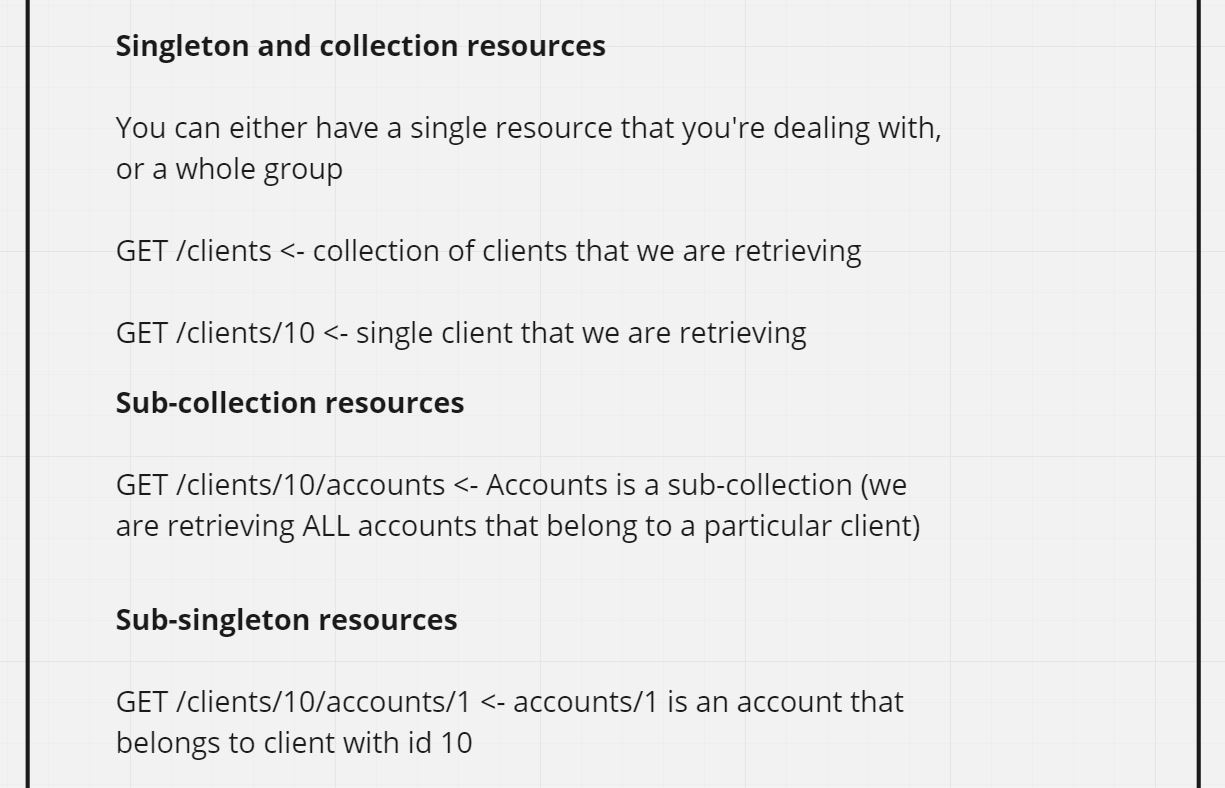 Singleton and collection resources
You can either have a single resource that you're dealing with,
or a whole group
GET /clients <- collection of clients that we are retrieving
GET /clients/10 <- single client that we are retrieving
Sub-collection resources
GET /clients/10/accounts <- Accounts is a sub-collection (we
are retrieving ALL accounts that belong to a particular client)
Sub-singleton resources
GET /clients/10/accounts/1 <- accounts/1 is an account that
belongs to client with id 10